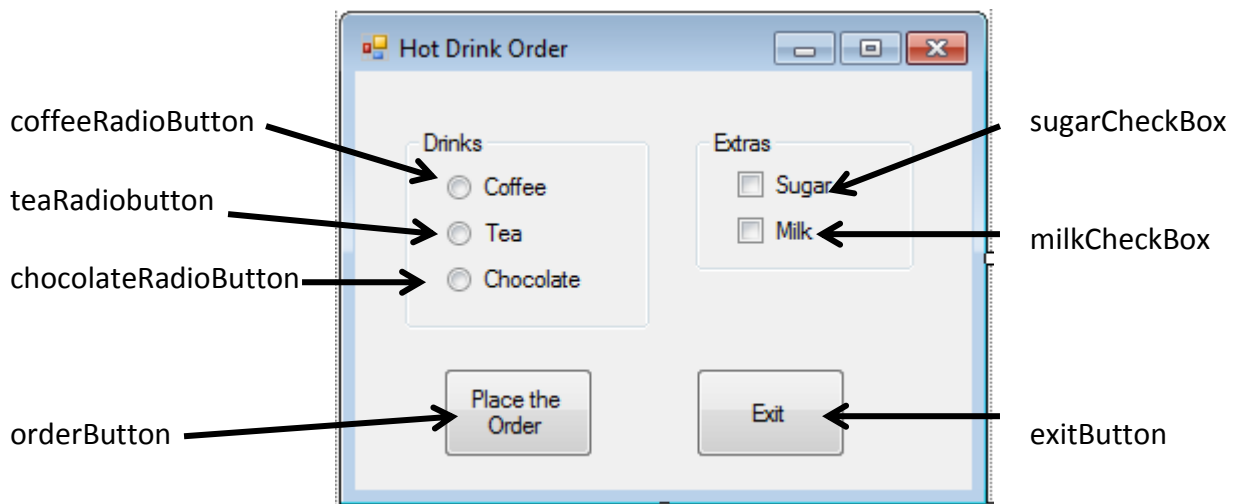 Hot Drink Order
coffeeRadioButton
teaRadiobutton
chocolateRadioButton
orderButton
Drinks
Coffee
Tea
Chocolate
Extras
Sugar
Milk
Place the
Order
Exit
sugarCheckBox
milkCheckBox
exitButton